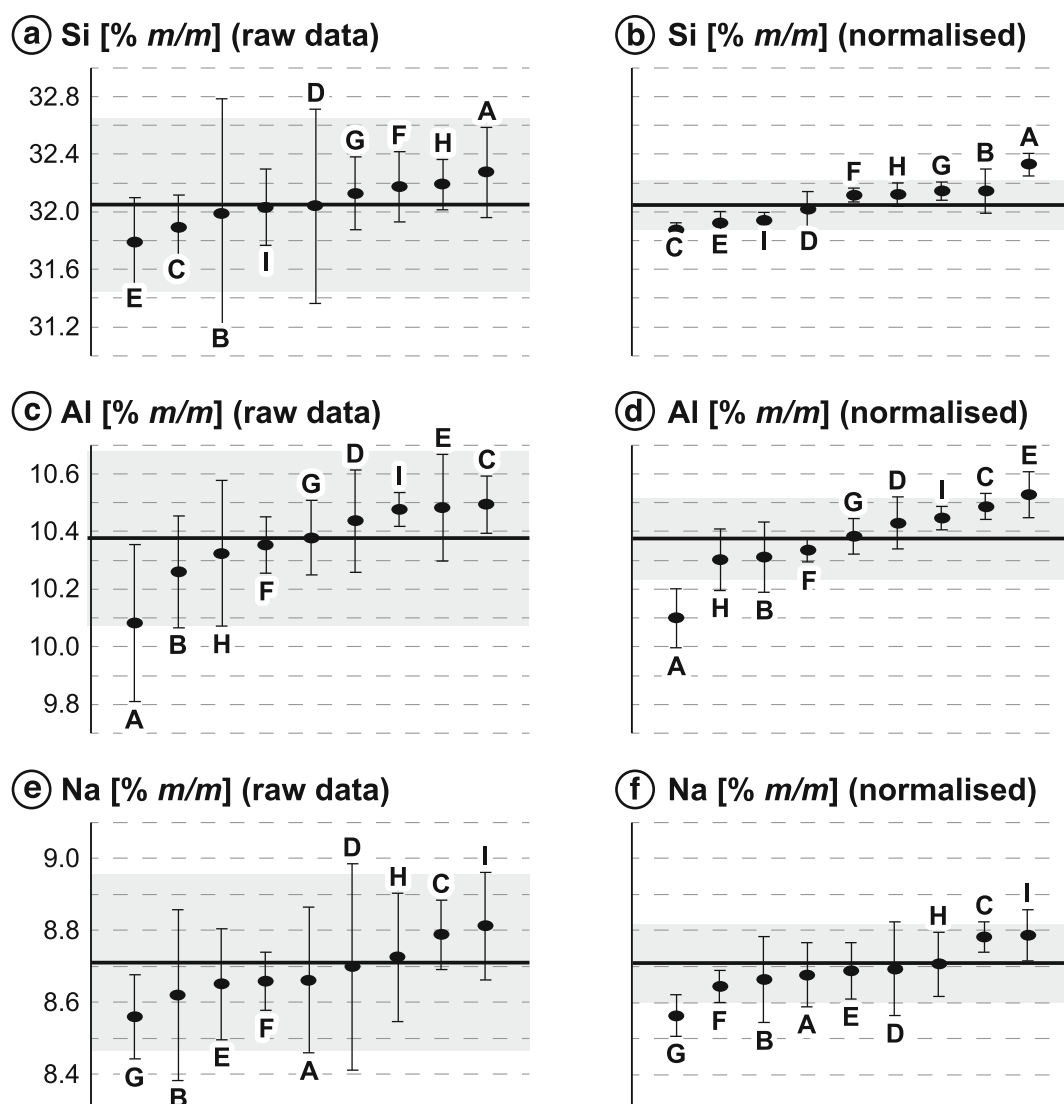 a Si [% m/m] (raw data)
32.8
32.4
32.0
31.6
31.2
E
C
B
I
D
G
F
H
A
b Si [% m/m] (normalised)
C
E
I
D
F
H
G
B
A
c Al [% m/m] (raw data)
10.6
10.4
10.2
10.0
9.8
A
B
H
F
G
D
I
E
C
d Al [% m/m] (normalised)
A
H
B
F
G
D
I
C
E
e Na [% m/m] (raw data)
9.0
8.8
8.6
8.4
G
B
E
F
A
D
H
C
I
f Na [% m/m] (normalised)
G
F
B
A
E
D
H
C
I